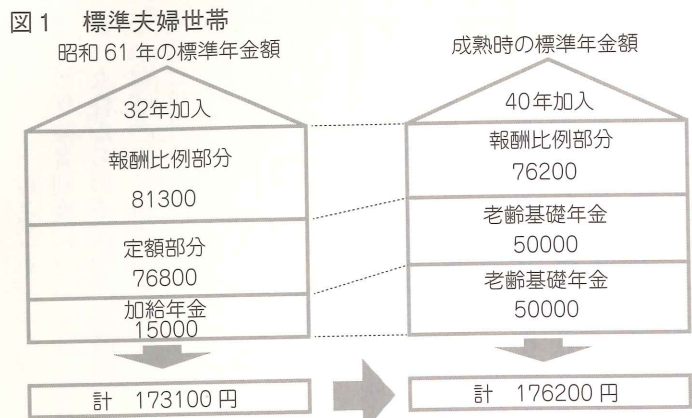 図1 標準夫婦世帯
昭和61年の標準年金額
32年加入
報酬比例部分
81300
定額部分
76800
加給年金
15000
計 173100円
成熟時の標準年金額
40年加入
報酬比例部分
76200
老齢基礎年金
50000
老齢基礎年金
50000
計 176200円